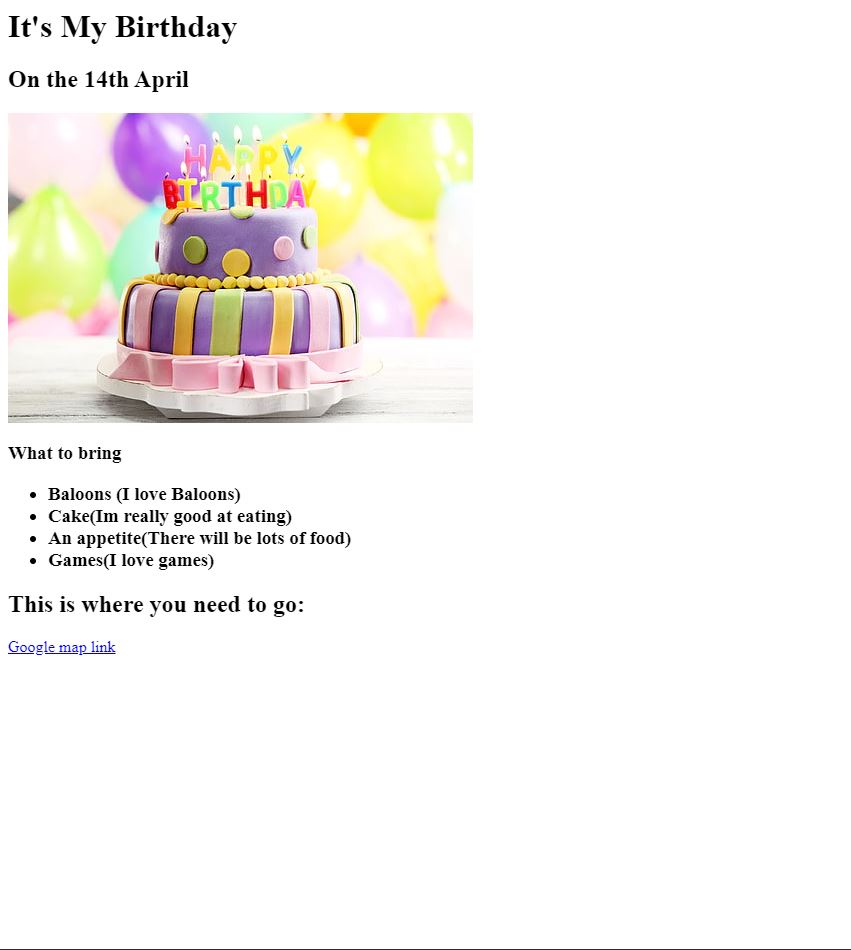 It's My Birthday
On the 14th April
HAPPY
BIRTHDAY
What to bring
Baloons (I love Baloons)
Cake(Im really good at eating)
An appetite(There will be lots of food)
Games(I love games)
This is where you need to go:
Google map link